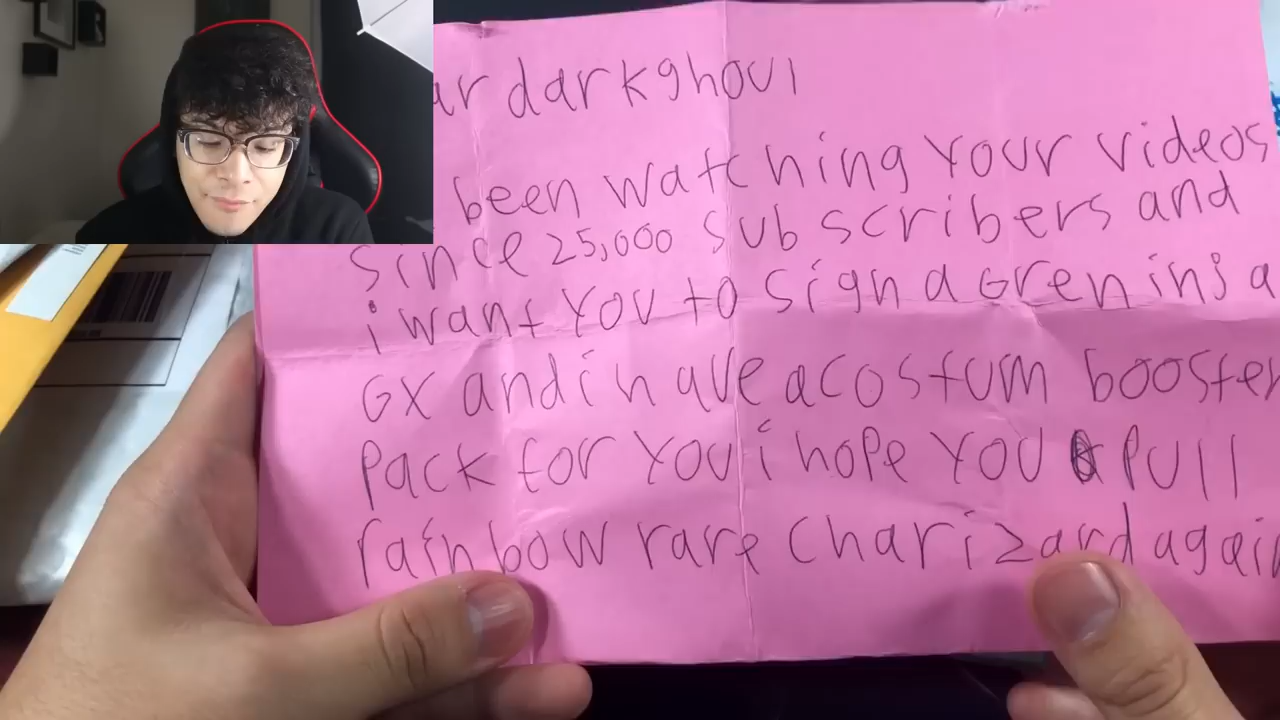 ar darkghoul
been watching your videos
since 25,000 subscribers and
i want you to sign a Greninja
GX and i have a costum booster
pack for you i hope you pull
rainbow rare charizard again